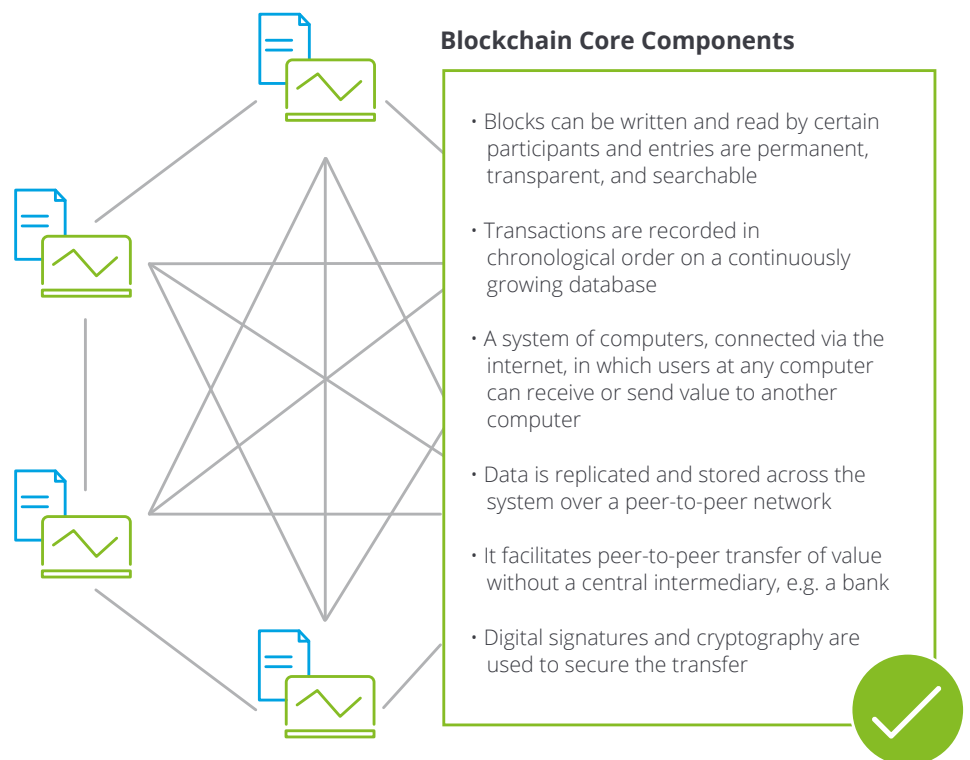 Blockchain Core Components
• Blocks can be written and read by certain
participants and entries are permanent,
transparent, and searchable
• Transactions are recorded in
chronological order on a continuously
growing database
• A system of computers, connected via the
internet, in which users at any computer
can receive or send value to another
computer
• Data is replicated and stored across the
system over a peer-to-peer network
• It facilitates peer-to-peer transfer of value
without a central intermediary, e.g. a bank
• Digital signatures and cryptography are
used to secure the transfer